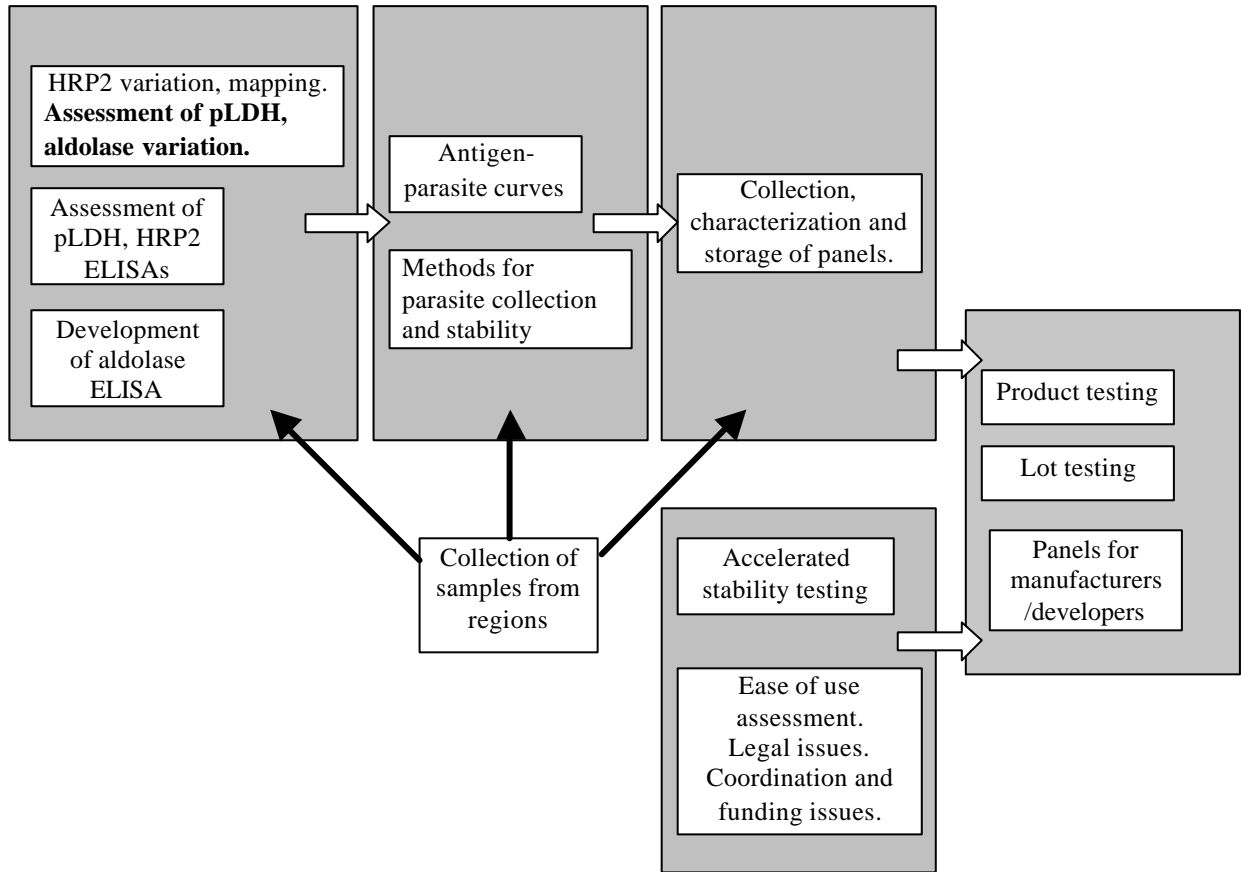 HRP2 variation, mapping.
Assessment of pLDH,
aldolase variation.
Assessment of
pLDH, HRP2
ELISAs
Development
of aldolase
ELISA
Antigen-
parasite curves
Methods for
parasite collection
and stability
Collection,
characterization and
storage of panels.
Collection of
samples from
regions
Accelerated
stability testing
Ease of use
assessment.
Legal issues.
Coordination and
funding issues.
Product testing
Lot testing
Panels for
manufacturers
/developers